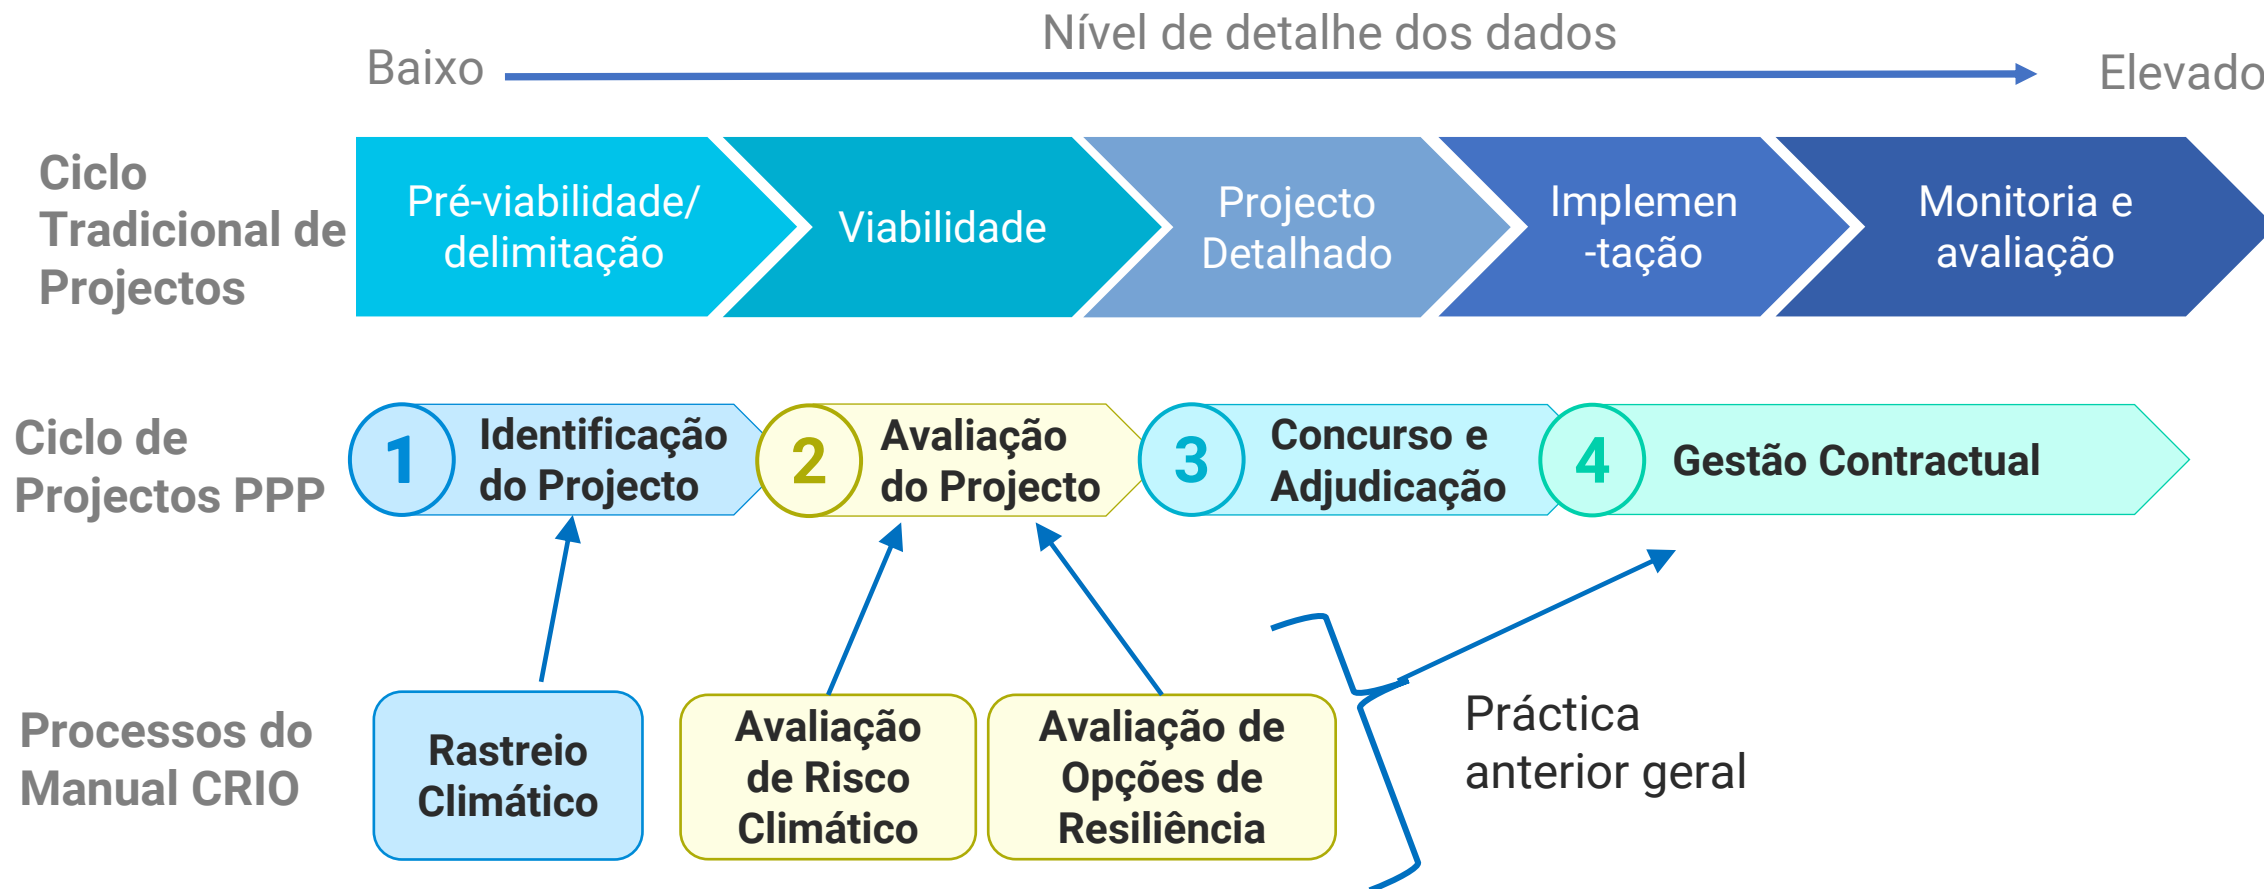 Nível de detalhe dos dados
Baixo
Elevado
Ciclo
Tradicional de
Projectos
Pré-viabilidade/
delimitação
Viabilidade
Projecto
Detalhado
Implemen
-tação
Monitoria e
avaliação
Ciclo de
Projectos PPP
1
Identificação
do Projecto
2
Avaliação
do Projecto
3
Concurso e
Adjudicação
4
Gestão Contractual
Processos do
Manual CRIO
Rastreio
Climático
Avaliação
de Risco
Climático
Avaliação de
Opções de
Resiliência
Práctica
anterior geral